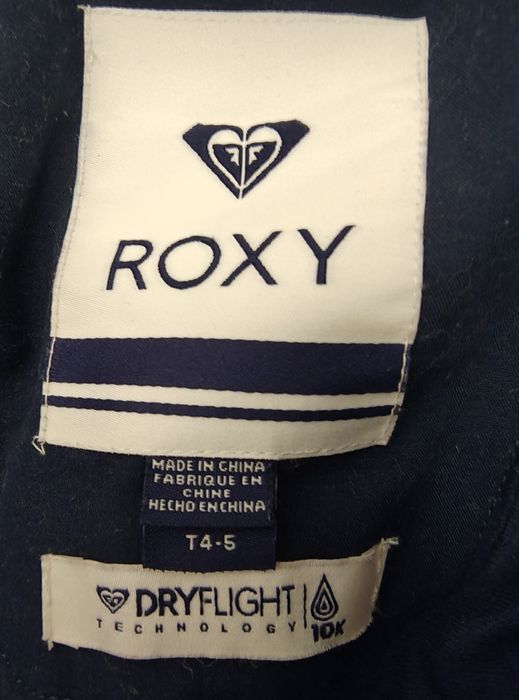 ROXY
MADE IN CHINA
FABRIQUE EN
CHINE
HECHO EN CHINA
T4-5
DRYFLIGHT
TECHNOLOGY
10K